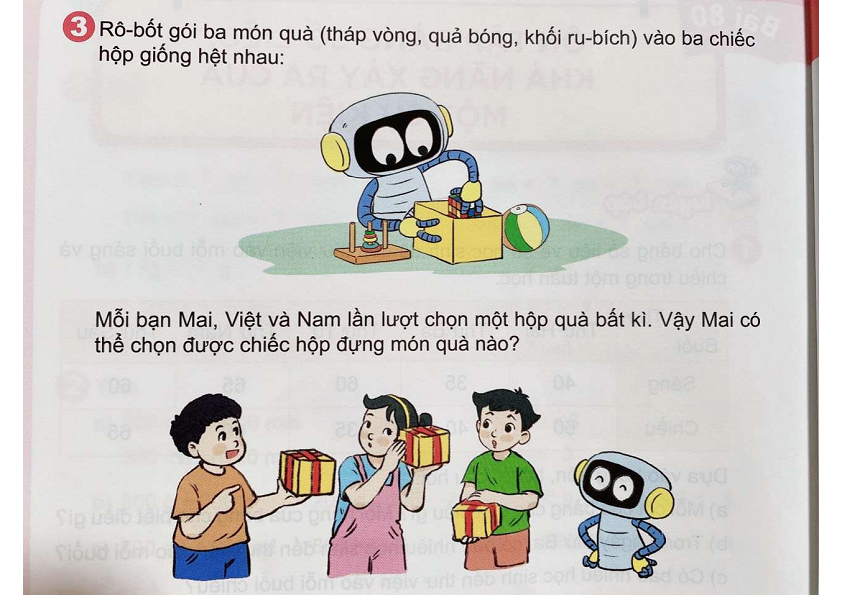 3 Rô-bốt gói ba món quà (tháp vòng, quả bóng, khối ru-bích) vào ba chiếc
hộp giống hệt nhau:
Mỗi bạn Mai, Việt và Nam lần lượt chọn một hộp quà bất kì. Vậy Mai có
thể chọn được chiếc hộp đựng món quà nào?